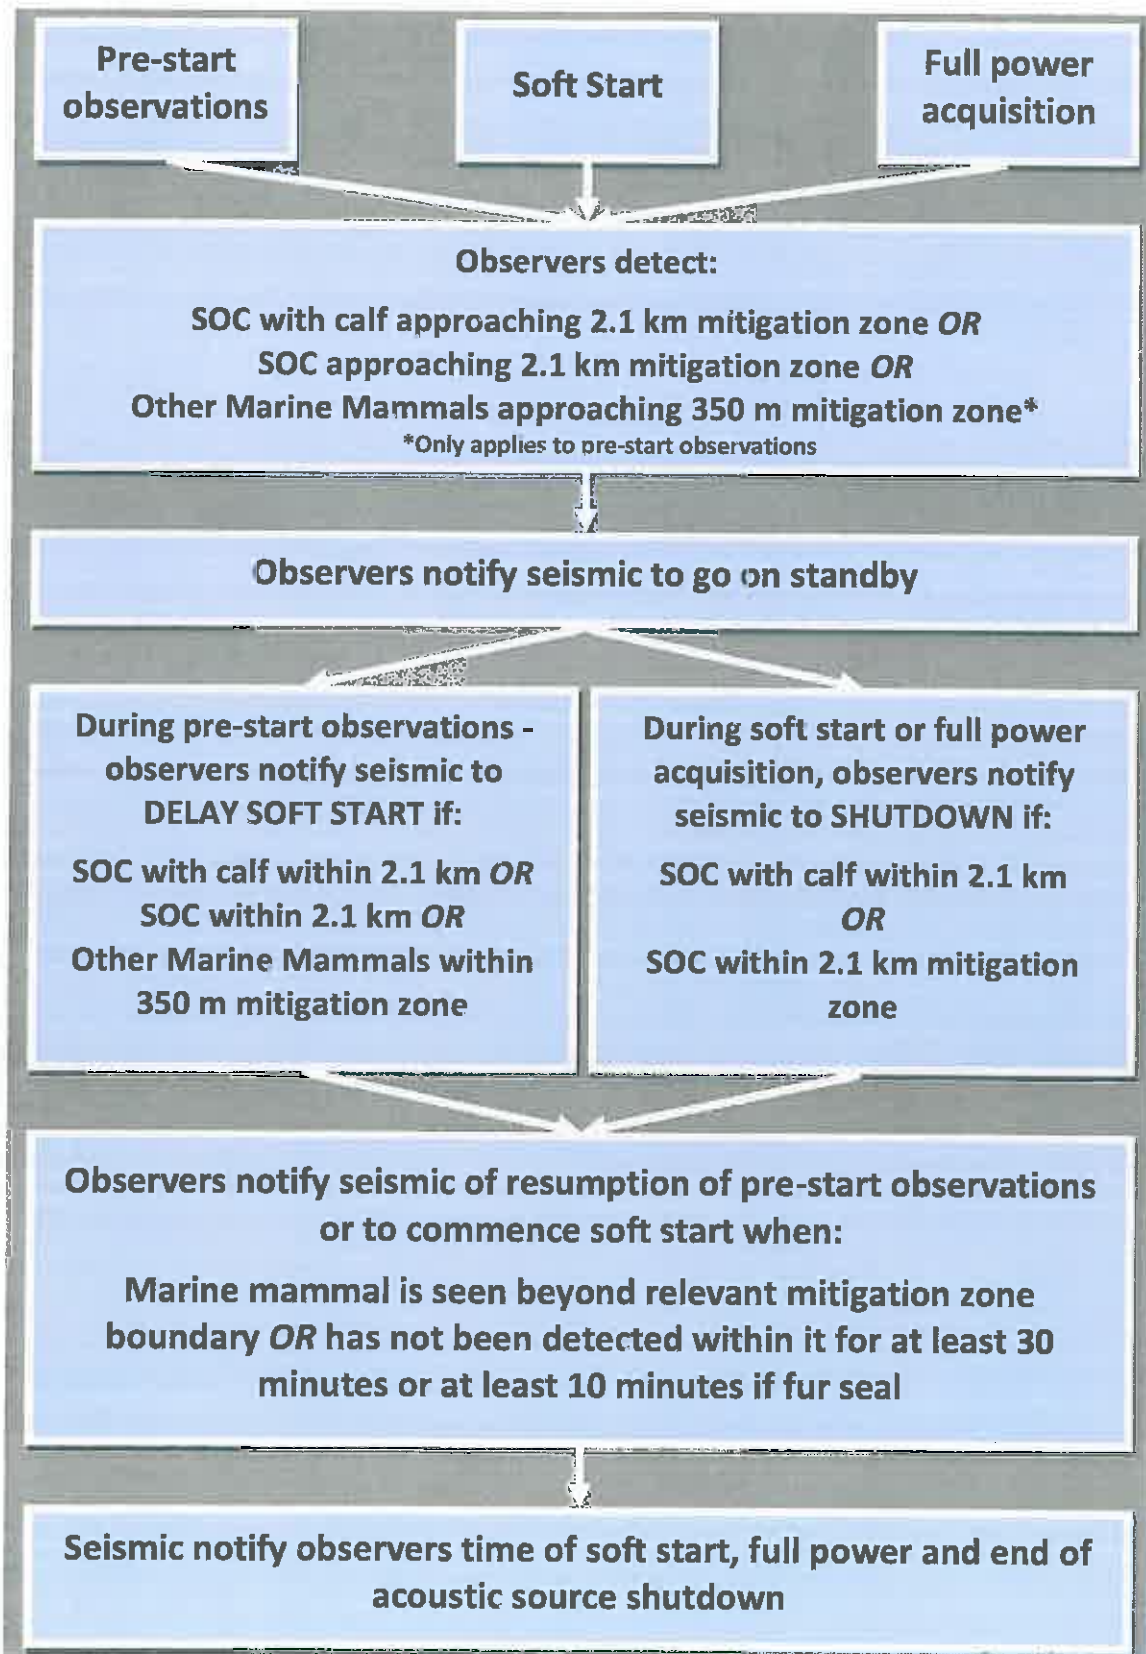 Pre-start
observations
Soft Start
Full power
acquisition
Observers detect:
SOC with calf approaching 2.1 km mitigation zone OR
SOC approaching 2.1 km mitigation zone OR
Other Marine Mammals approaching 350 m mitigation zone*
*Only applies to pre-start observations
Observers notify seismic to go on standby
During pre-start observations -
observers notify seismic to
DELAY SOFT START if:
SOC with calf within 2.1 km OR
SOC within 2.1 km OR
Other Marine Mammals within
350 m mitigation zone
During soft start or full power
acquisition, observers notify
seismic to SHUTDOWN if:
SOC with calf within 2.1 km
OR
SOC within 2.1 km mitigation
zone
Observers notify seismic of resumption of pre-start observations
or to commence soft start when:
Marine mammal is seen beyond relevant mitigation zone
boundary OR has not been detected within it for at least 30
minutes or at least 10 minutes if fur seal
Seismic notify observers time of soft start, full power and end of
acoustic source shutdown